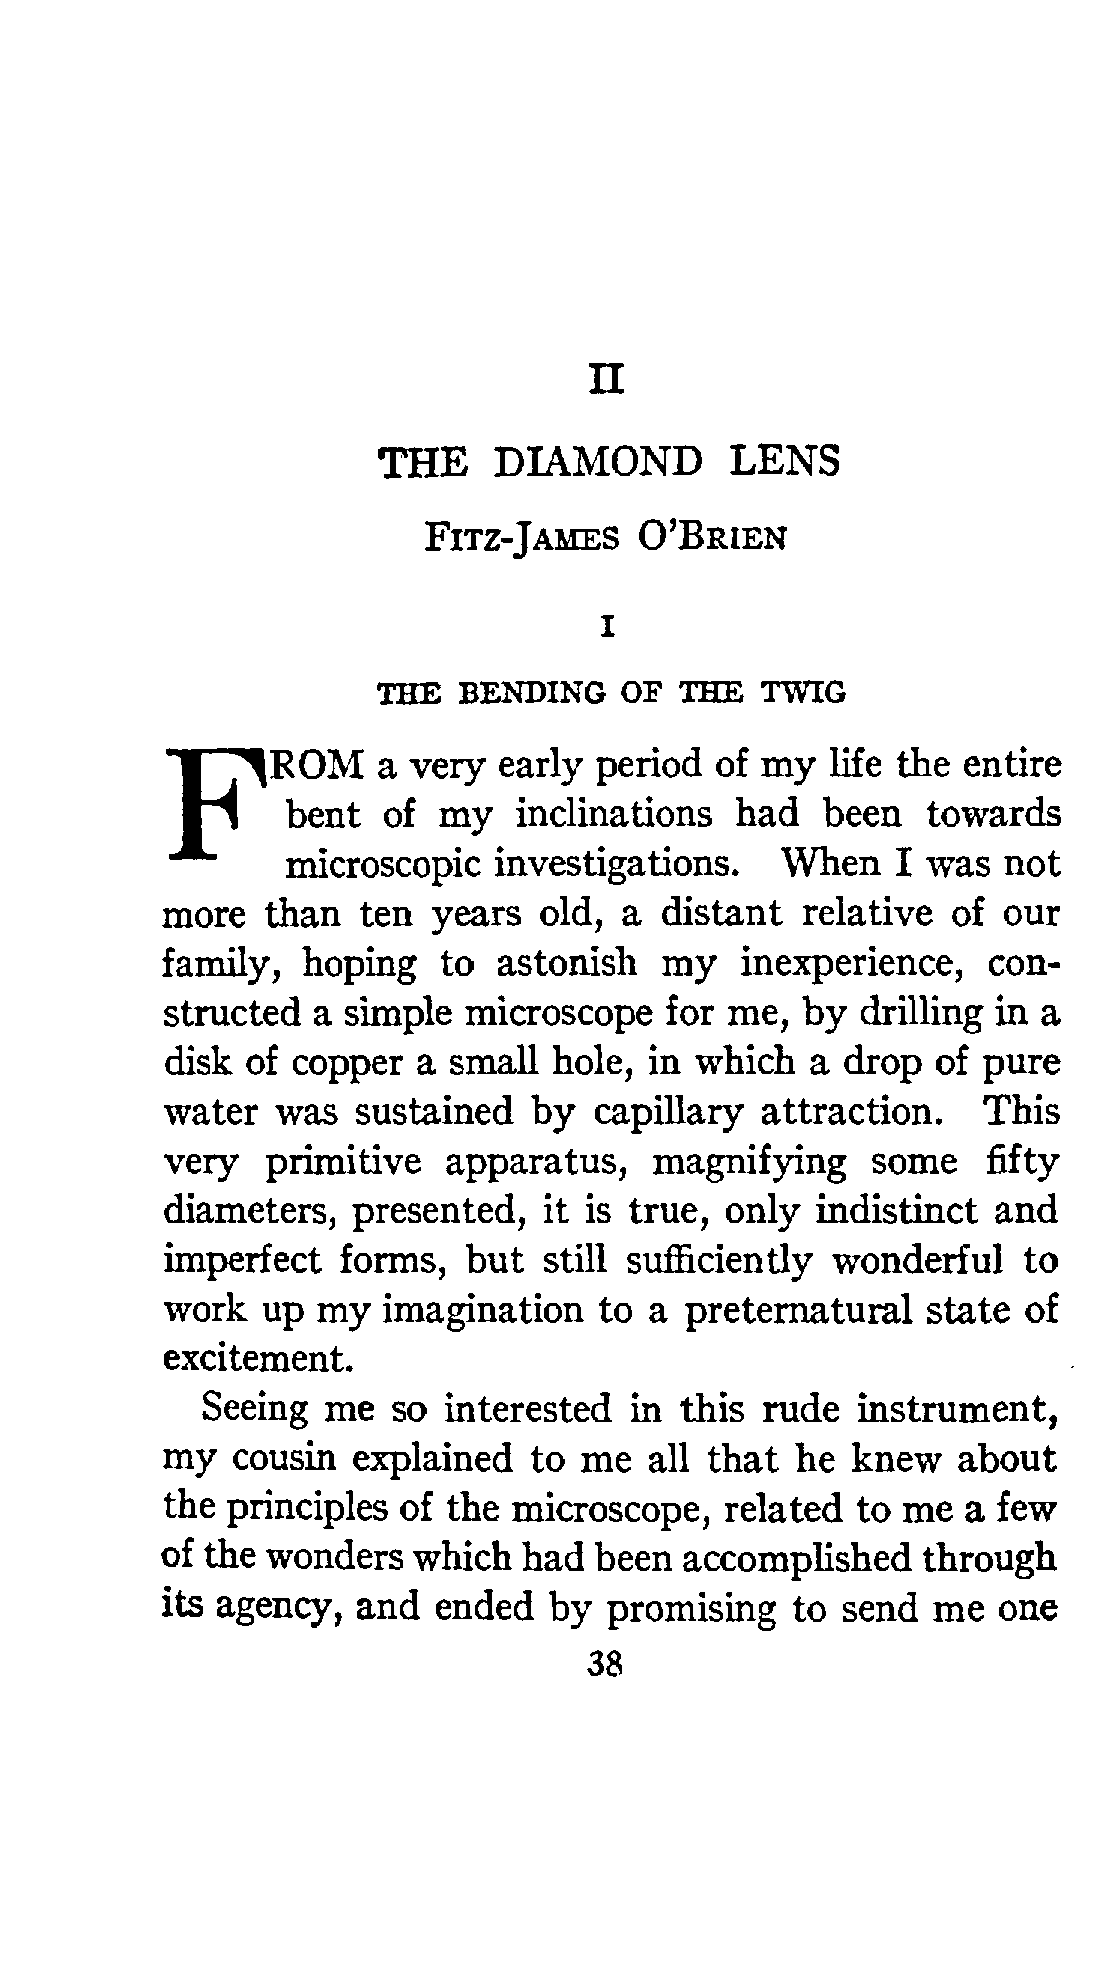 II
THE DIAMOND LENS
FITZ-JAMES O'BRIEN
I
THE BENDING OF THE TWIG
FROM a very early period of my life the entire
bent of my inclinations had been towards
microscopic investigations. When I was not
more than ten years old, a distant relative of our
family, hoping to astonish my inexperience, con-
structed a simple microscope for me, by drilling in a
disk of copper a small hole, in which a drop of pure
water was sustained by capillary attraction. This
very primitive apparatus, magnifying some fifty
diameters, presented, it is true, only indistinct and
imperfect forms, but still sufficiently wonderful to
work up my imagination to a preternatural state of
excitement.
Seeing me so interested in this rude instrument,
my cousin explained to me all that he knew about
the principles of the microscope, related to me a few
of the wonders which had been accomplished through
its agency, and ended by promising to send me one
38